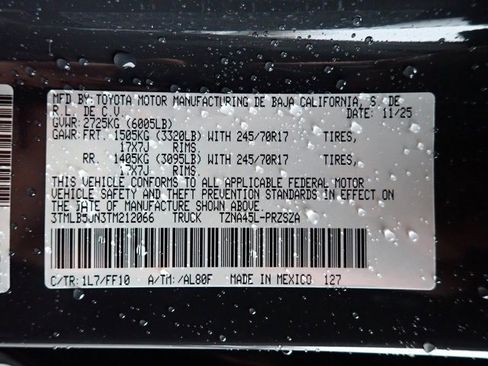 MFD BY: TOYOTA MOTOR MANUFACTURING DE BAJA CALIFORNIA, S. DE
R.L. DE C.V. DATE: 11/25
GVWR: 2725KG (6005LB)
GAWR: FRT. 1505KG (3320LB) WITH 245/70R17 TIRES,
17X7J RIMS.
RR. 1405KG (3095LB) WITH 245/70R17 TIRES,
17X7J RIMS.
THIS VEHICLE CONFORMS TO ALL APPLICABLE FEDERAL MOTOR
VEHICLE SAFETY AND THEFT PREVENTION STANDARDS IN EFFECT ON
THE DATE OF MANUFACTURE SHOWN ABOVE.
3TMLB5JN3TM212066 TRUCK TZNA45L-PRZSZA
C/TR: 1L7/FF10 A/TM: /AL80F MADE IN MEXICO 127